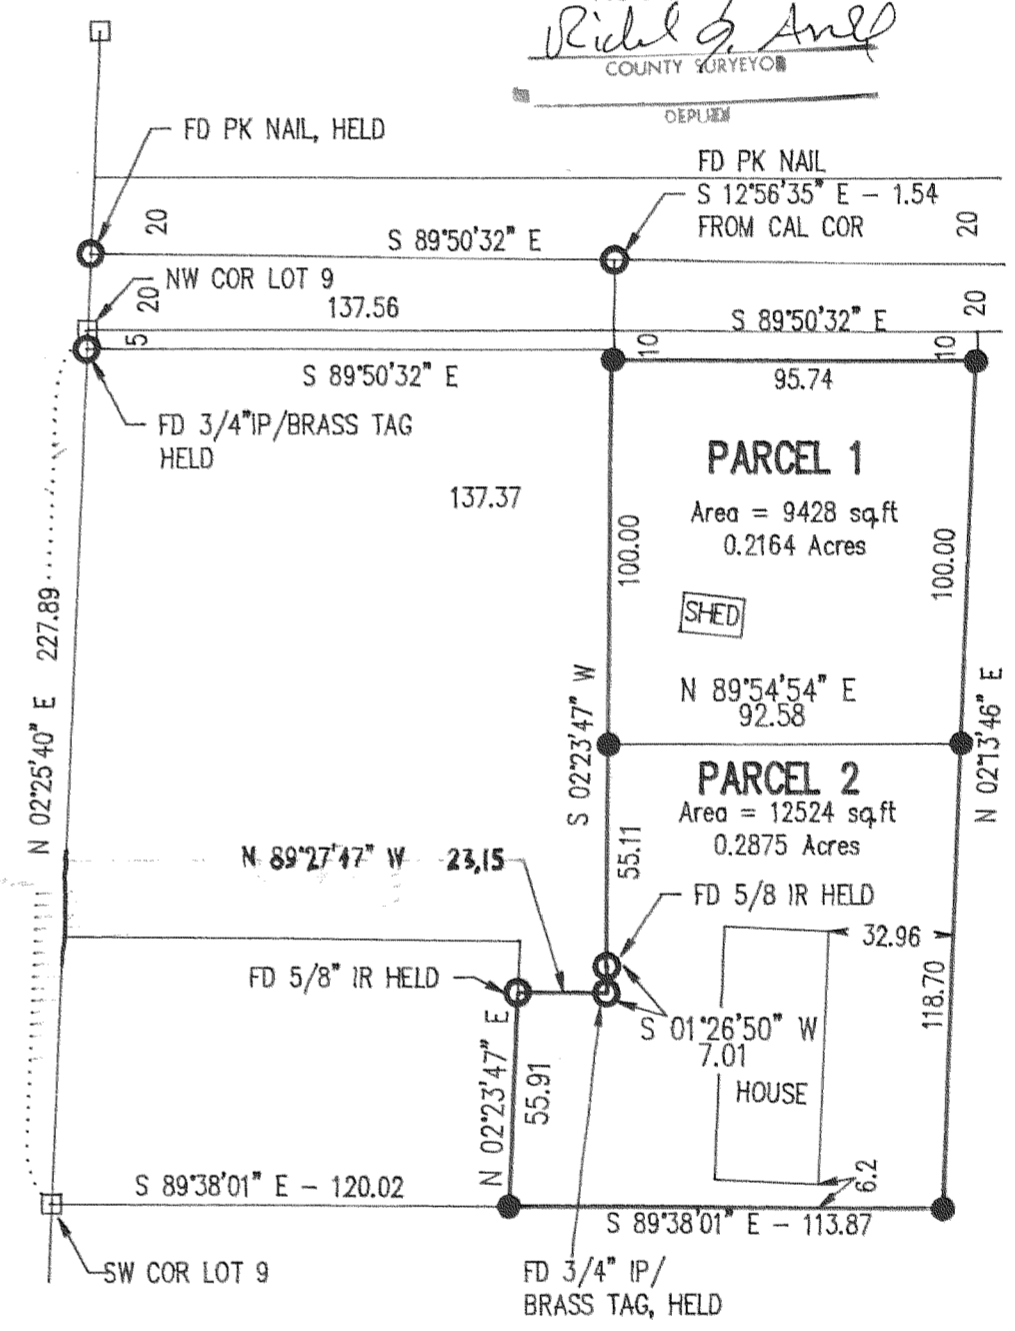 COUNTY SURVEYOR
DEPUTY
FD PK NAIL, HELD
FD PK NAIL
S 12°56'35" E - 1.54
FROM CAL COR
20
20
S 89°50'32" E
NW COR LOT 9
20
137.56
20
S 89°50'32" E
5
10
10
S 89°50'32" E
95.74
FD 3/4"IP/BRASS TAG
HELD
PARCEL 1
137.37
Area = 9428 sq.ft
0.2164 Acres
100.00
100.00
SHED
227.89
N 02°25'40" E
S 02°23'47" W
N 89°54'54" E
92.58
N 02°13'46" E
PARCEL 2
Area = 12524 sq.ft
0.2875 Acres
N 89°27'47" W 23.15
55.11
FD 5/8 IR HELD
32.96
FD 5/8" IR HELD
118.70
S 01°26'50" W
7.01
N 02°23'47" E
55.91
HOUSE
6.2
S 89°38'01" E - 120.02
S 89°38'01" E - 113.87
SW COR LOT 9
FD 3/4" IP/
BRASS TAG, HELD